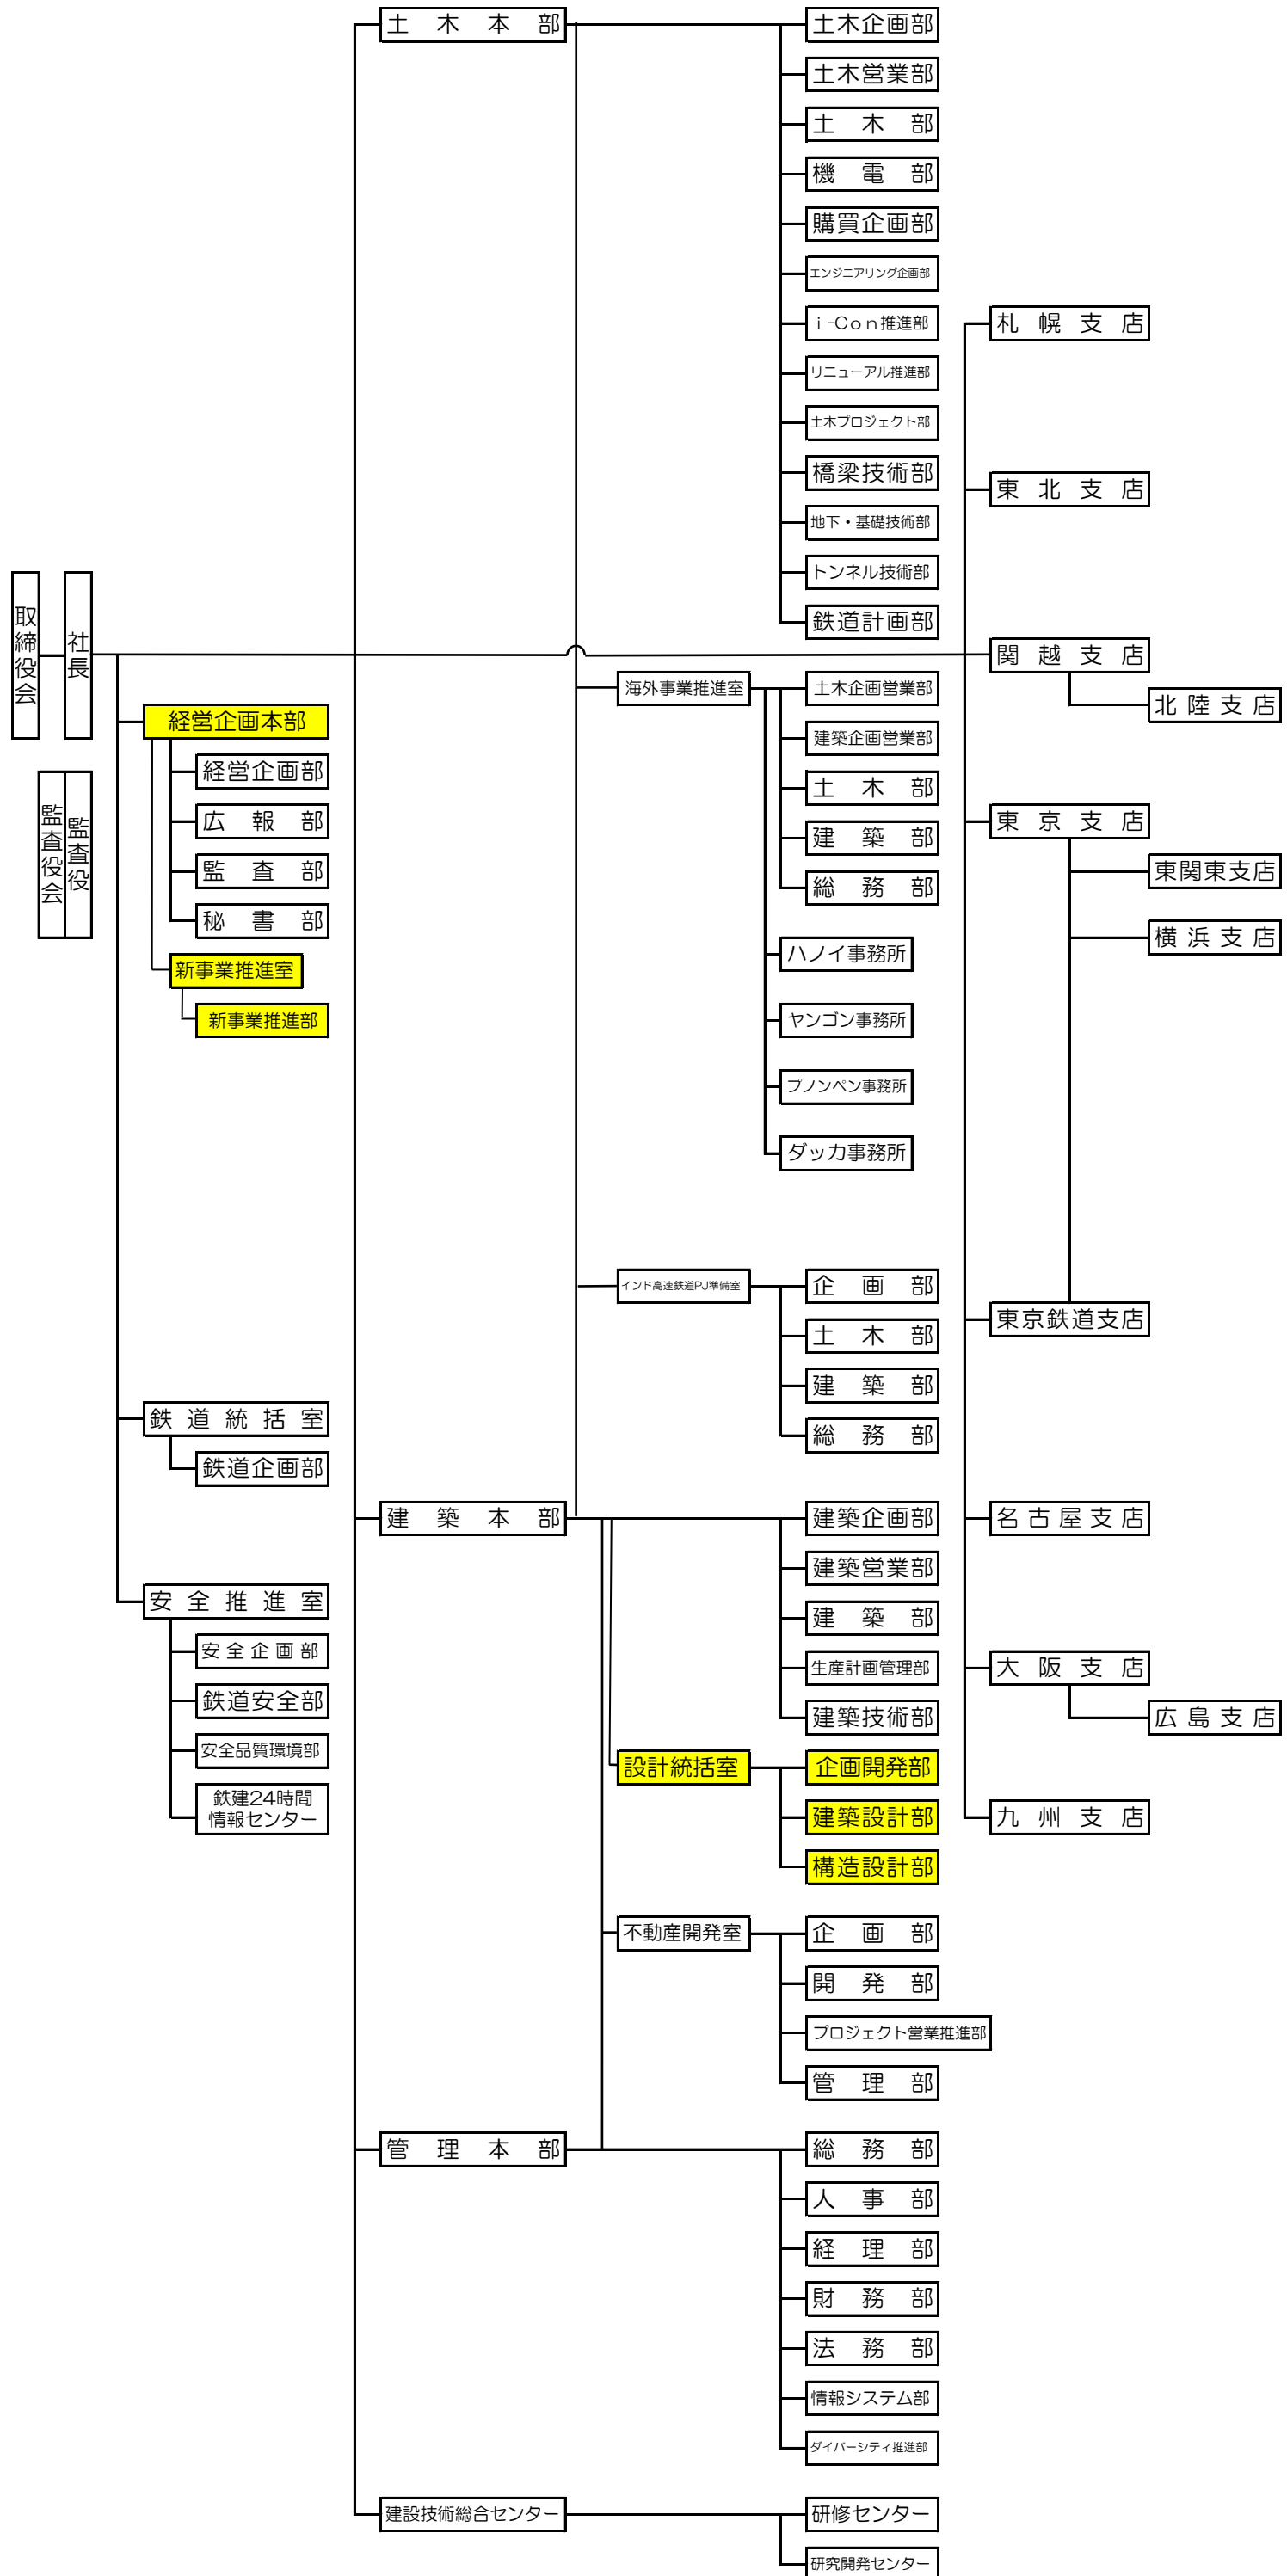 取締役会
社長
監査役会
監査役
経営企画本部
経営企画部
広報部
監査部
秘書部
新事業推進室
新事業推進部
鉄道統括室
鉄道企画部
安全推進室
安全企画部
鉄道安全部
安全品質環境部
鉄建24時間
情報センター
土木本部
土木企画部
土木営業部
土木部
機電部
購買企画部
エンジニアリング企画部
i-Con推進部
リニューアル推進部
土木プロジェクト部
橋梁技術部
地下・基礎技術部
トンネル技術部
鉄道計画部
海外事業推進室
土木企画営業部
建築企画営業部
土木部
建築部
総務部
ハノイ事務所
ヤンゴン事務所
プノンペン事務所
ダッカ事務所
インド高速鉄道PJ準備室
企画部
土木部
建築部
総務部
建築本部
建築企画部
建築営業部
建築部
生産計画管理部
建築技術部
設計統括室
企画開発部
建築設計部
構造設計部
不動産開発室
企画部
開発部
プロジェクト営業推進部
管理部
管理本部
総務部
人事部
経理部
財務部
法務部
情報システム部
ダイバーシティ推進部
建設技術総合センター
研修センター
研究開発センター
札幌支店
東北支店
関越支店
北陸支店
東京支店
東関東支店
横浜支店
東京鉄道支店
名古屋支店
大阪支店
広島支店
九州支店